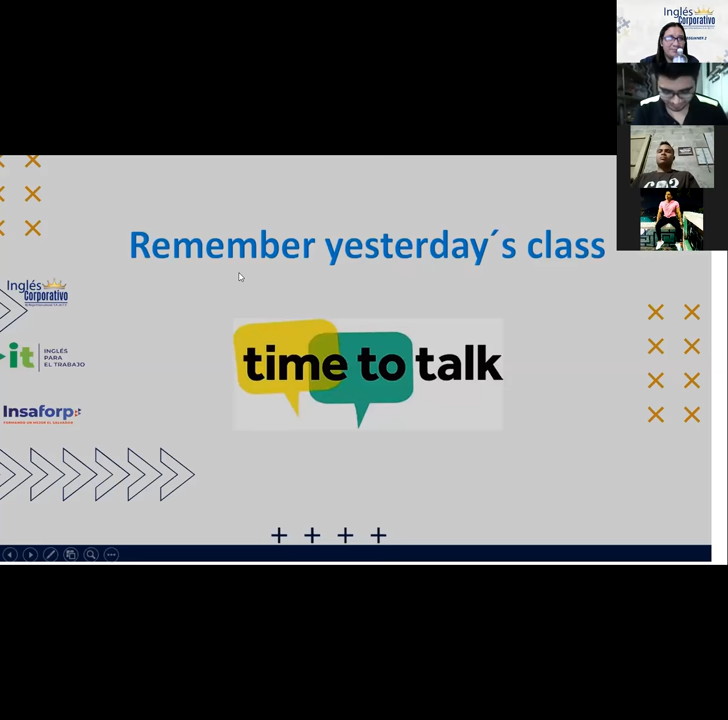 Inglés
Corporativo
Remember yesterday´s class
Inglés
Corporativo
time to talk
it
INGLÉS
PARA
EL TRABAJO
Insaforp